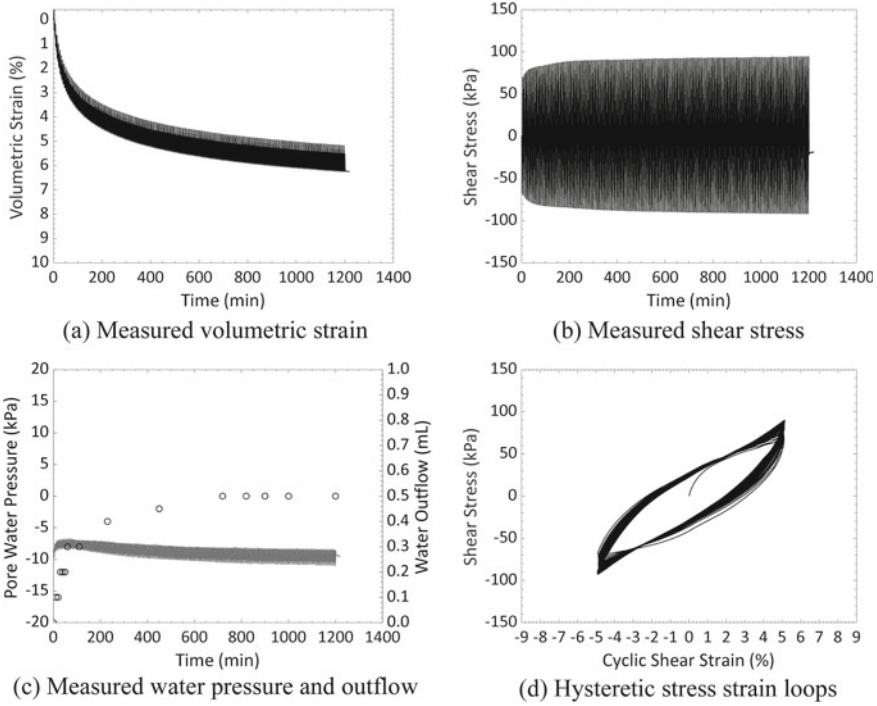 0
1
2
3
4
5
6
7
8
9
10
Volumetric Strain (%)
0 200 400 600 800 1000 1200 1400
Time (min)
(a) Measured volumetric strain
150
100
50
0
-50
-100
-150
Shear Stress (kPa)
0 200 400 600 800 1000 1200 1400
Time (min)
(b) Measured shear stress
20
15
10
5
0
-5
-10
-15
-20
Pore Water Pressure (kPa)
1.0
0.9
0.8
0.7
0.6
0.5
0.4
0.3
0.2
0.1
0.0
Water Outflow (mL)
0 200 400 600 800 1000 1200 1400
Time (min)
(c) Measured water pressure and outflow
150
100
50
0
-50
-100
-150
Shear Stress (kPa)
-9 -8 -7 -6 -5 -4 -3 -2 -1 0 1 2 3 4 5 6 7 8 9
Cyclic Shear Strain (%)
(d) Hysteretic stress strain loops